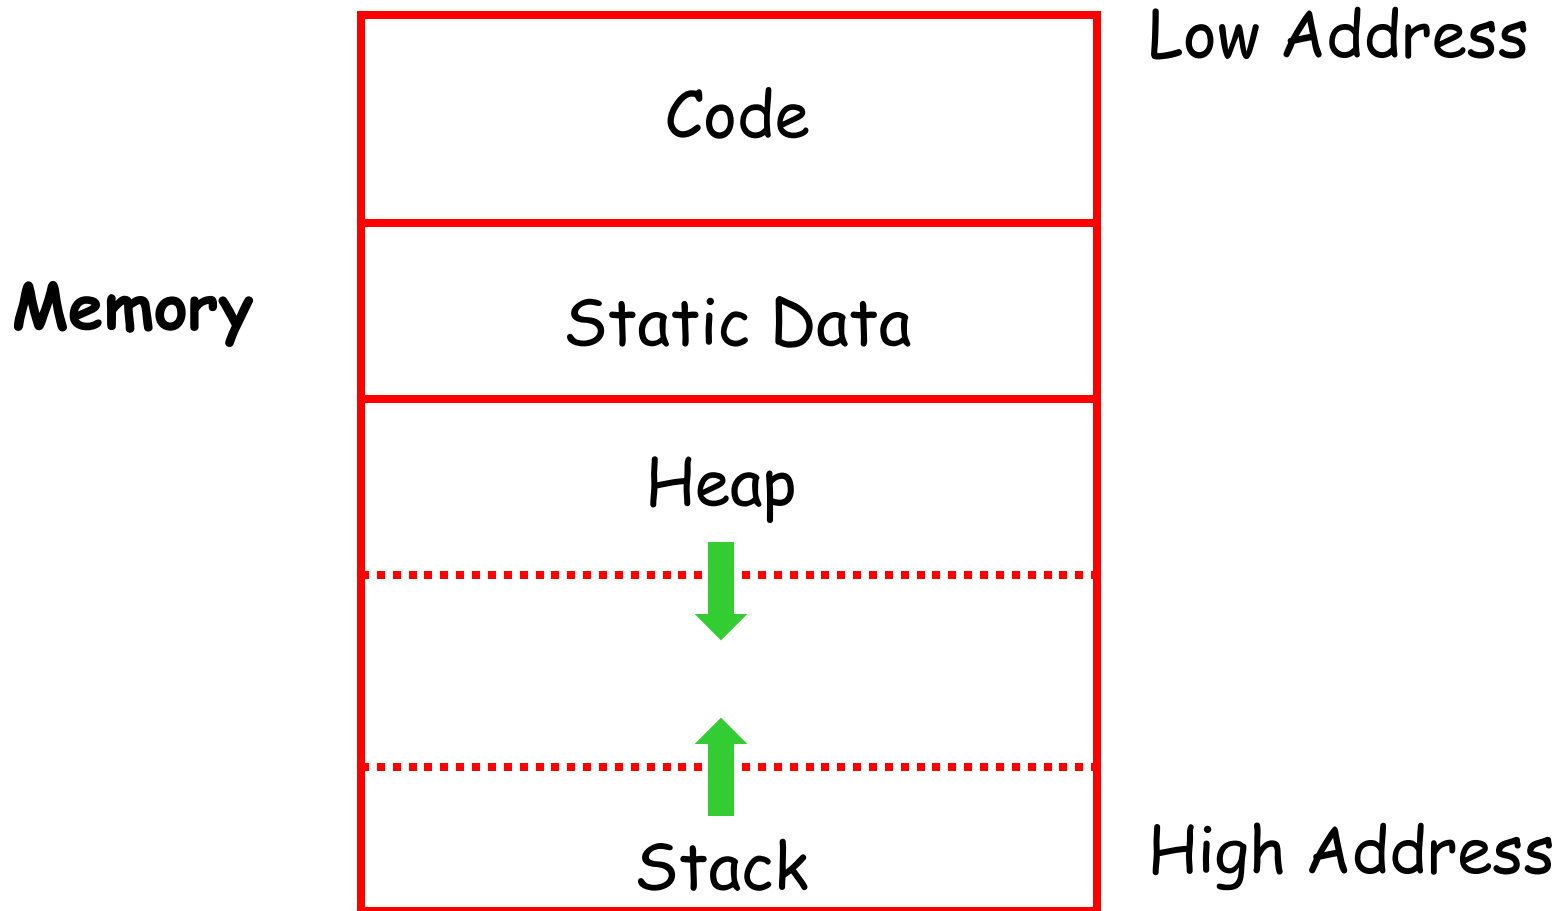 Low Address
Code
Memory
Static Data
Heap
High Address
Stack